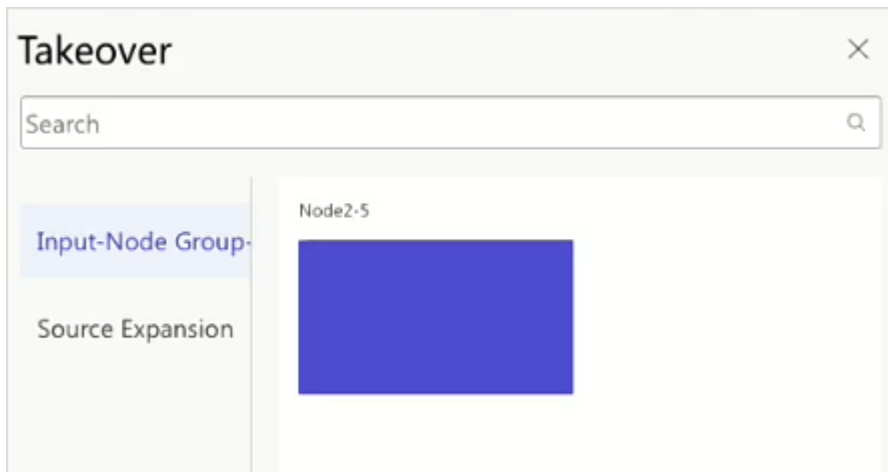 Takeover
Search
Input-Node Group-
Node2-5
Source Expansion